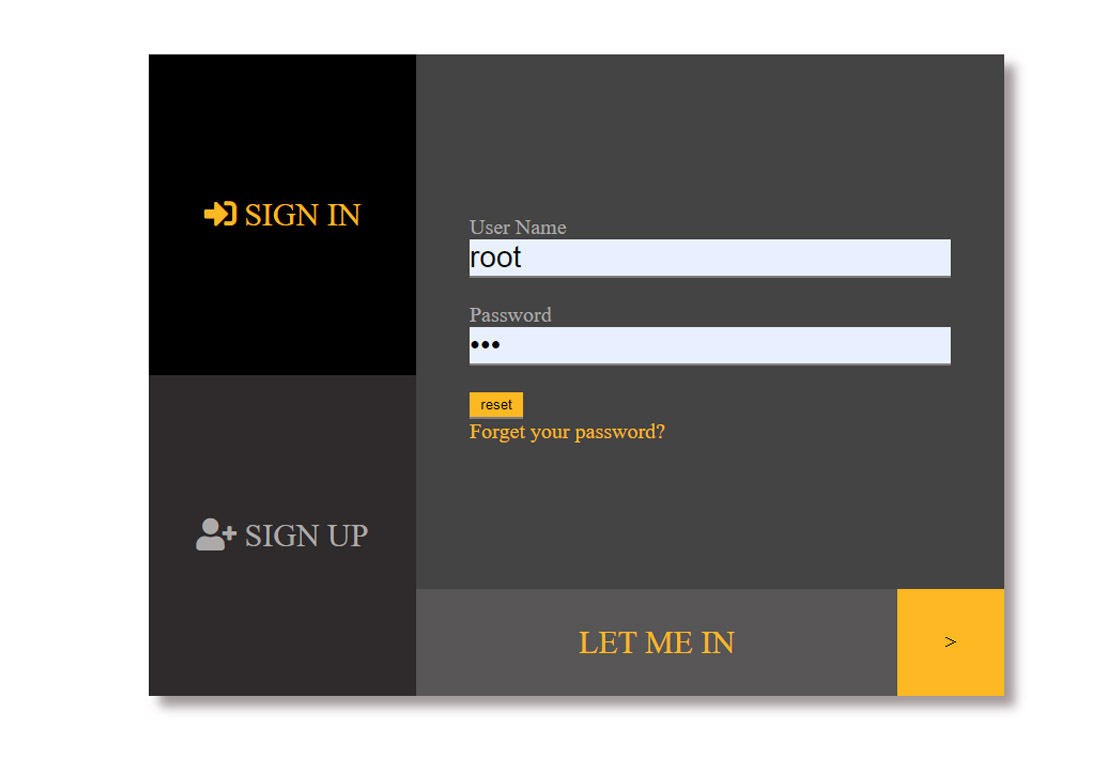 SIGN IN
User Name
root
Password
•••
reset
Forget your password?
SIGN UP
LET ME IN
>